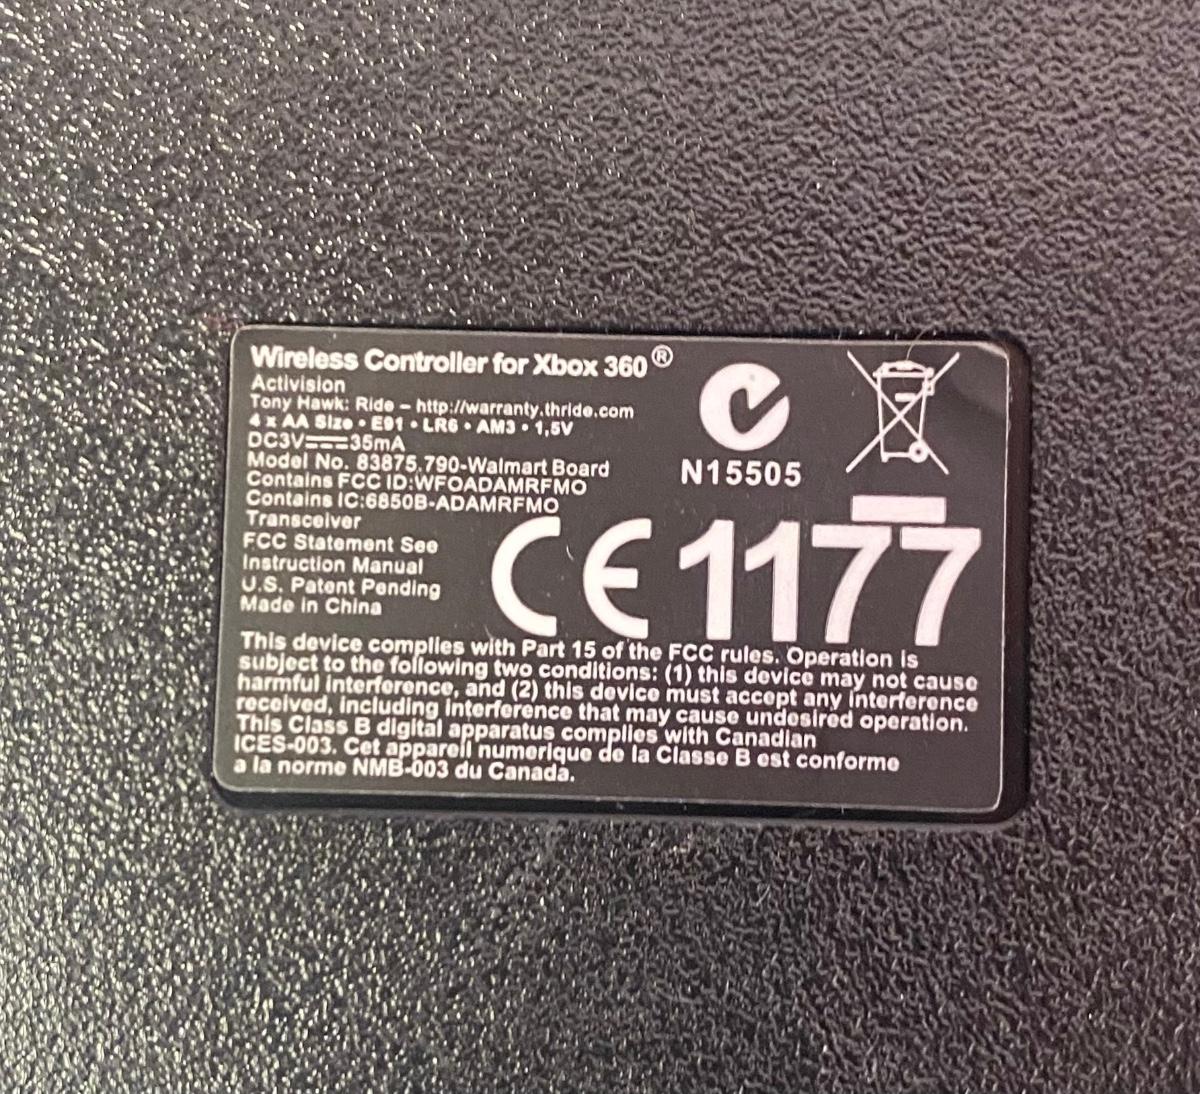 Wireless Controller for Xbox 360®
Activision
Tony Hawk: Ride – http://warranty.thride.com
4 x AA Size • E91 • LR6 • AM3 • 1,5V
DC3V⎓35mA
Model No. 83875.790-Walmart Board
Contains FCC ID:WFOADAMRFMO
Contains IC:6850B-ADAMRFMO
Transceiver
FCC Statement See
Instruction Manual
U.S. Patent Pending
Made in China
N15505
CE 1177
This device complies with Part 15 of the FCC rules. Operation is
subject to the following two conditions: (1) this device may not cause
harmful interference, and (2) this device must accept any interference
received, including interference that may cause undesired operation.
This Class B digital apparatus complies with Canadian
ICES-003. Cet appareil numerique de la Classe B est conforme
a la norme NMB-003 du Canada.